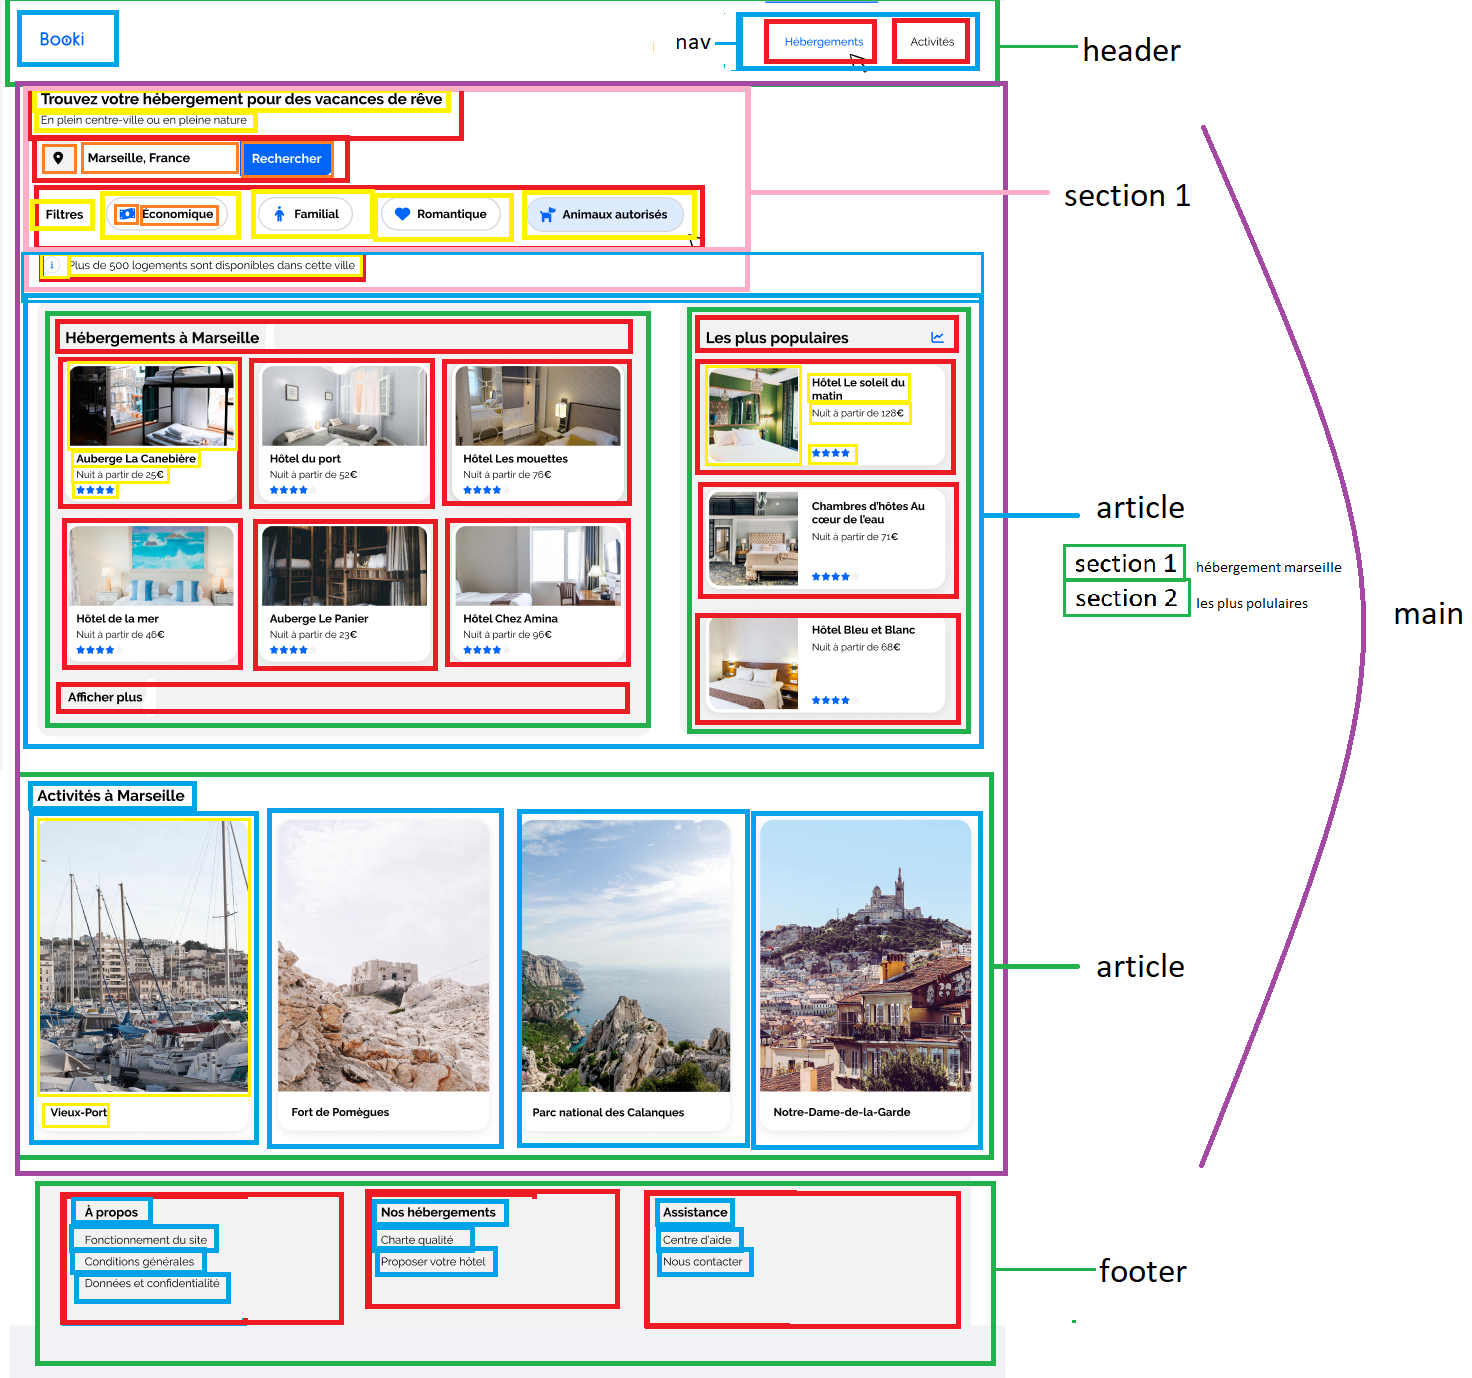 Booki
nav
Hébergements
Activités
header
Trouvez votre hébergement pour des vacances de rêve
En plein centre-ville ou en pleine nature
Marseille, France
Rechercher
section 1
Filtres
Économique
Familial
Romantique
Animaux autorisés
Plus de 500 logements sont disponibles dans cette ville
Hébergements à Marseille
Auberge La Canebière
Nuit à partir de 25€
Hôtel du port
Nuit à partir de 52€
Hôtel Les mouettes
Nuit à partir de 76€
Hôtel de la mer
Nuit à partir de 46€
Auberge Le Panier
Nuit à partir de 23€
Hôtel Chez Amina
Nuit à partir de 96€
Afficher plus
Les plus populaires
Hôtel Le soleil du
matin
Nuit à partir de 128€
Chambres d'hôtes Au
cœur de l'eau
Nuit à partir de 71€
Hôtel Bleu et Blanc
Nuit à partir de 68€
article
section 1 hébergement marseille
section 2 les plus polulaires
main
Activités à Marseille
Vieux-Port
Fort de Pomègues
Parc national des Calanques
Notre-Dame-de-la-Garde
article
À propos
Fonctionnement du site
Conditions générales
Données et confidentialité
Nos hébergements
Charte qualité
Proposer votre hôtel
Assistance
Centre d'aide
Nous contacter
footer